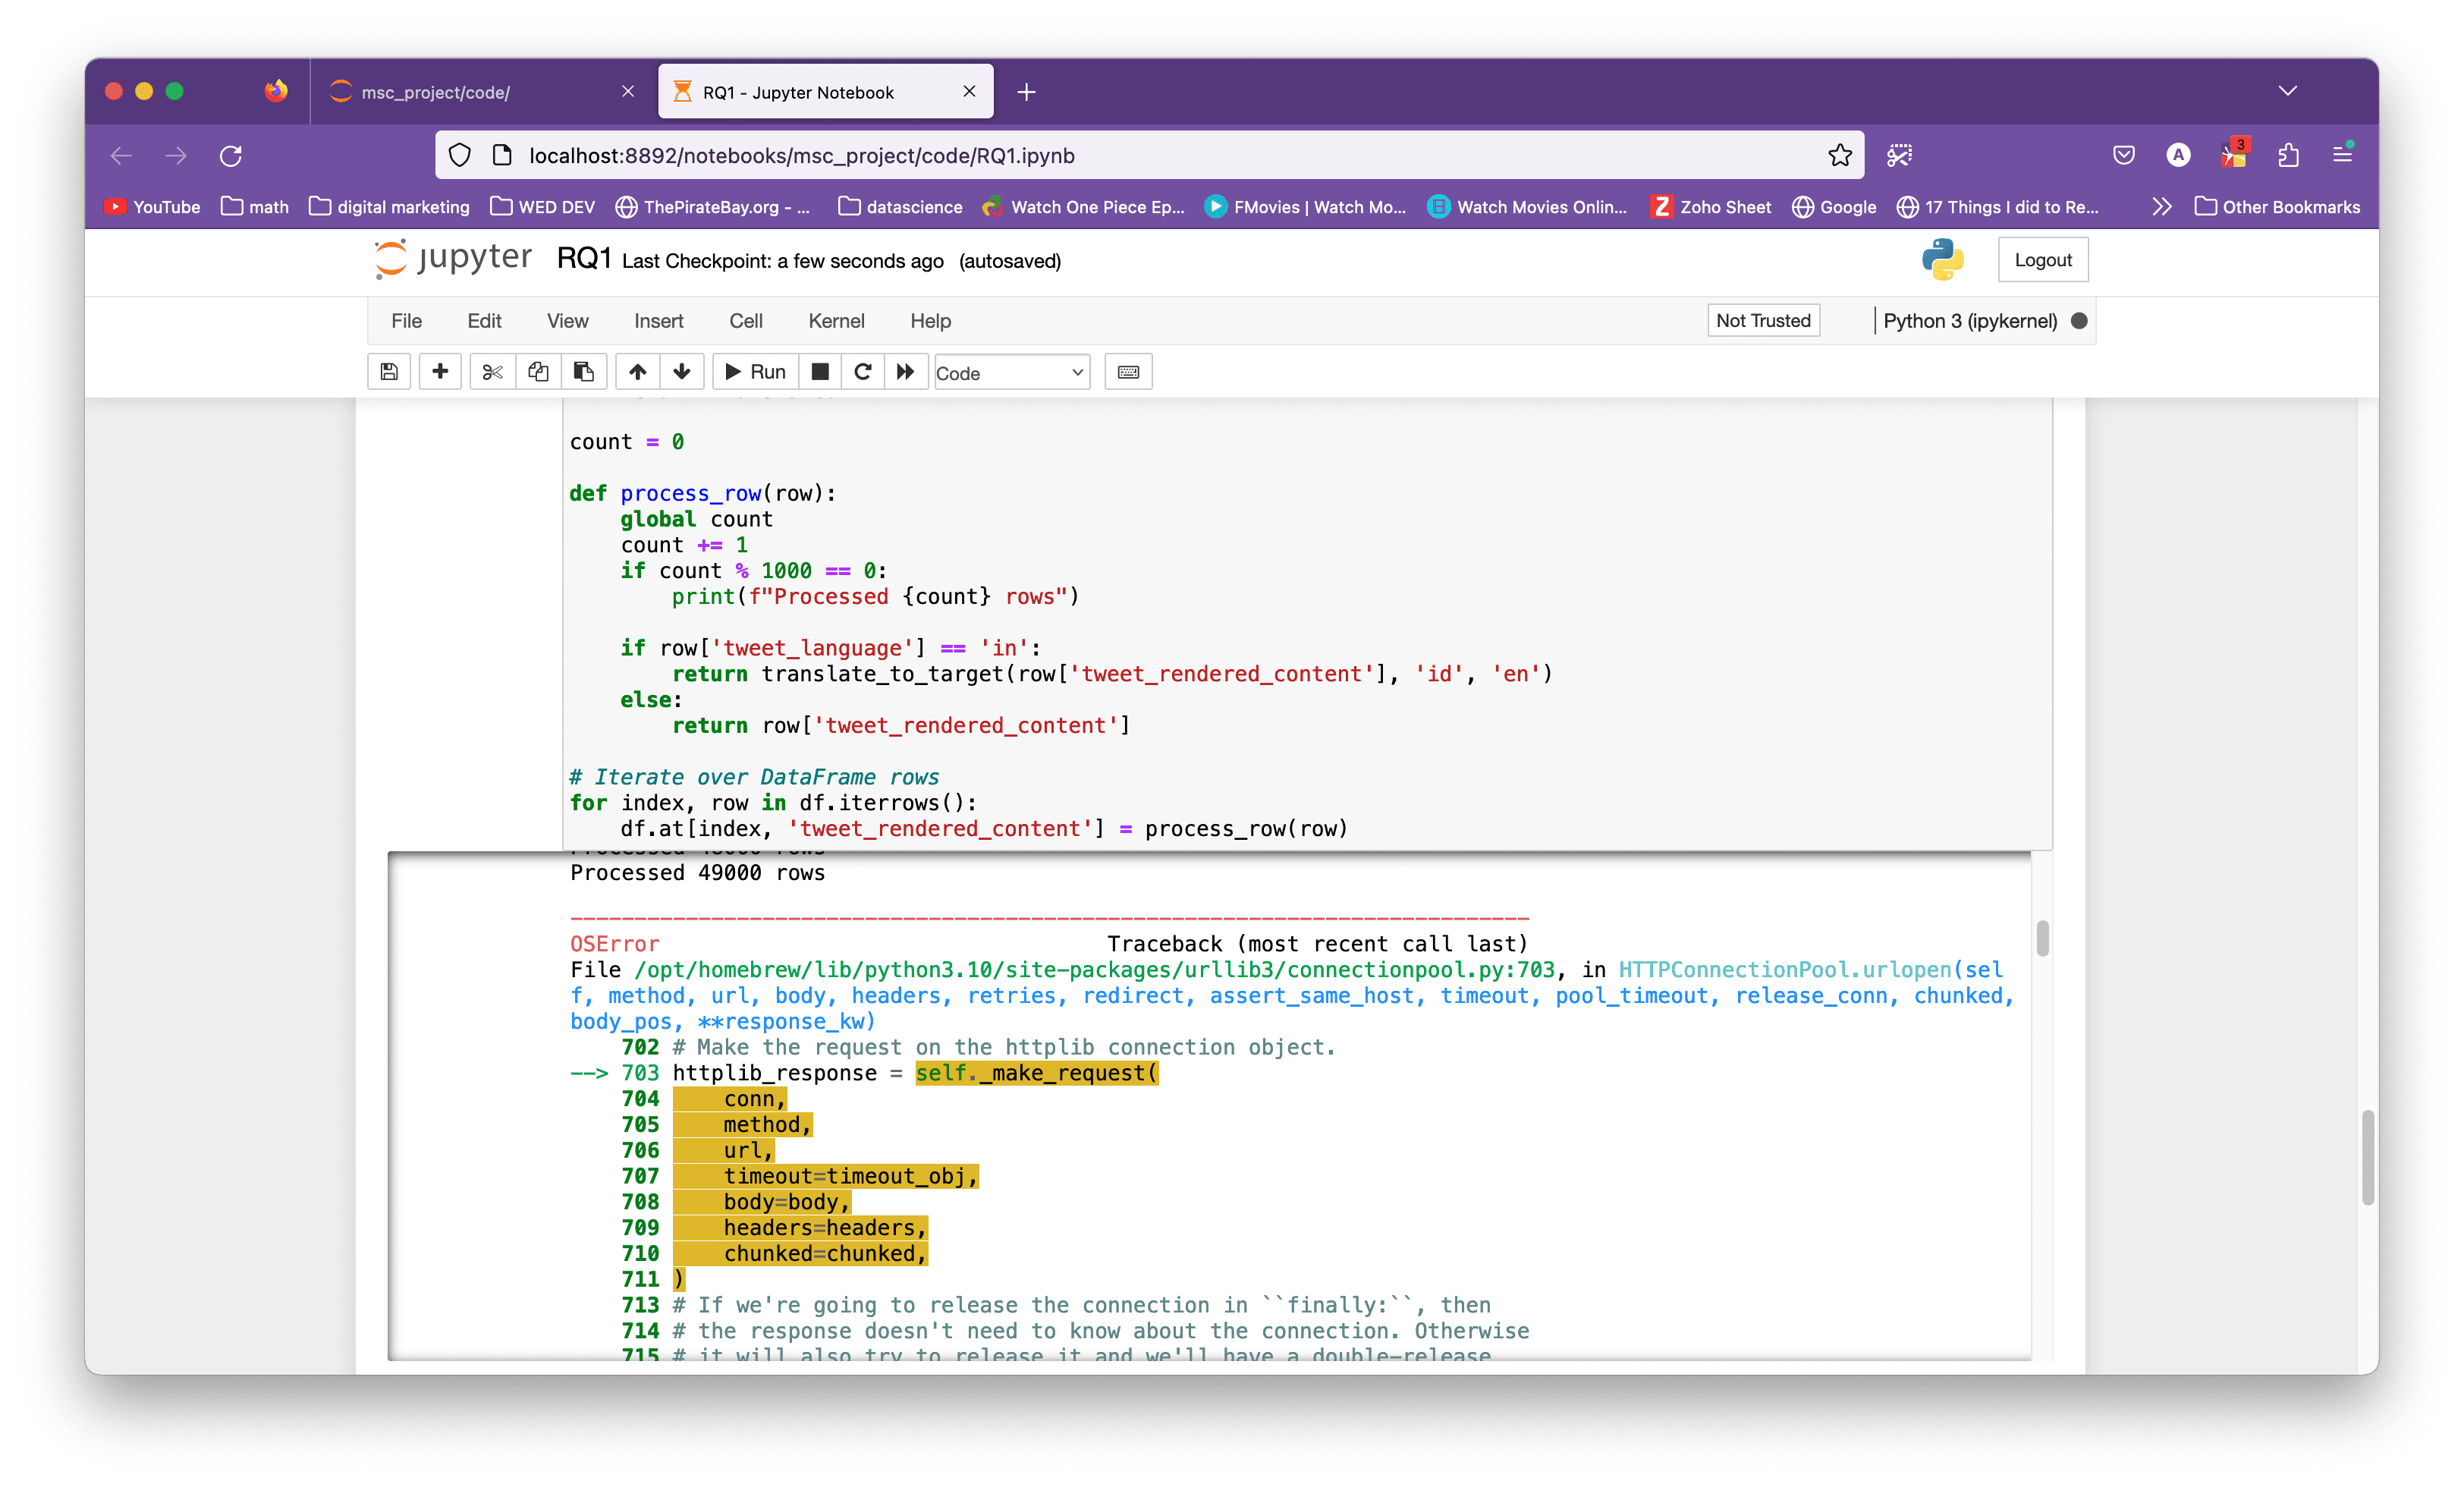 msc_project/code/
RQ1 - Jupyter Notebook
localhost:8892/notebooks/msc_project/code/RQ1.ipynb
A
3
YouTube math digital marketing WED DEV ThePirateBay.org - ... datascience Watch One Piece Ep... FMovies | Watch Mo... Watch Movies Onlin... Z Zoho Sheet Google 17 Things I did to Re... Other Bookmarks
jupyter RQ1 Last Checkpoint: a few seconds ago (autosaved)
Logout
File Edit View Insert Cell Kernel Help
Not Trusted
Python 3 (ipykernel)
Run
Code
count = 0
def process_row(row):
    global count
    count += 1
    if count % 1000 == 0:
        print(f"Processed {count} rows")
    if row['tweet_language'] == 'in':
        return translate_to_target(row['tweet_rendered_content'], 'id', 'en')
    else:
        return row['tweet_rendered_content']
# Iterate over DataFrame rows
for index, row in df.iterrows():
    df.at[index, 'tweet_rendered_content'] = process_row(row)
Processed 48000 rows
Processed 49000 rows
---------------------------------------------------------------------------
OSError                                   Traceback (most recent call last)
File /opt/homebrew/lib/python3.10/site-packages/urllib3/connectionpool.py:703, in HTTPConnectionPool.urlopen(sel
f, method, url, body, headers, retries, redirect, assert_same_host, timeout, pool_timeout, release_conn, chunked,
body_pos, **response_kw)
    702 # Make the request on the httplib connection object.
--> 703 httplib_response = self._make_request(
    704     conn,
    705     method,
    706     url,
    707     timeout=timeout_obj,
    708     body=body,
    709     headers=headers,
    710     chunked=chunked,
    711 )
    713 # If we're going to release the connection in ``finally:``, then
    714 # the response doesn't need to know about the connection. Otherwise
    715 # it will also try to release it and we'll have a double-release